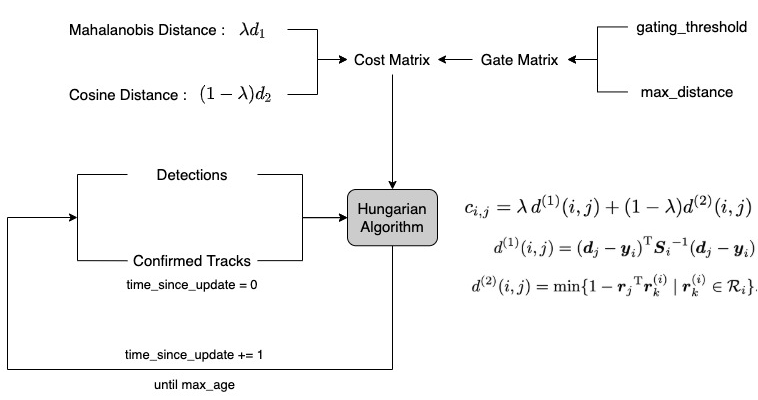 Mahalanobis Distance : λd₁
gating_threshold
Cost Matrix
Gate Matrix
Cosine Distance : (1 − λ)d₂
max_distance
Detections
Hungarian
Algorithm
Confirmed Tracks
time_since_update = 0
c_{i,j} = λ d^{(1)}(i, j) + (1 − λ)d^{(2)}(i, j)
d^{(1)}(i, j) = (d_j − y_i)^T S_i^{−1}(d_j − y_i)
d^{(2)}(i, j) = min{1 − r_j^T r_k^{(i)} | r_k^{(i)} ∈ R_i}.
time_since_update += 1
until max_age